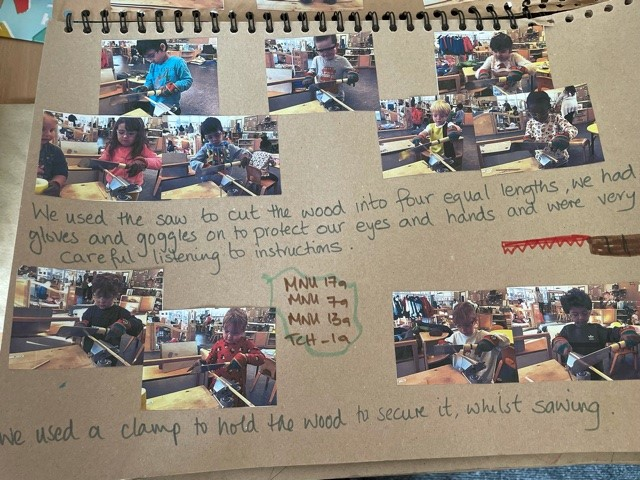 We used the saw to cut the wood into four equal lengths, we had
gloves and goggles on to protect our eyes and hands and were very
careful listening to instructions.
MNU 17a
MNU 7a
MNU 13a
TCH - 1a
We used a clamp to hold the wood to secure it, whilst sawing.